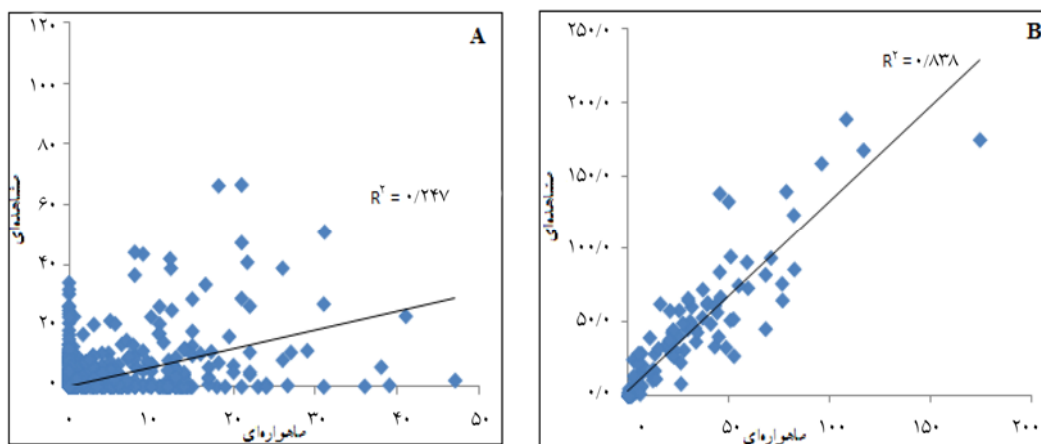 A
۱۲۰
۱۰۰
۸۰
۶۰
۴۰
۲۰
۰
مشاهده‌ای
R۲ = ۰/۲۴۷
۰ ۱۰ ۲۰ ۳۰ ۴۰ ۵۰
ماهواره‌ای
B
۲۵۰/۰
۲۰۰/۰
۱۵۰/۰
۱۰۰/۰
۵۰/۰
۰/۰
مشاهده‌ای
R۲ = ۰/۸۳۸
۰ ۵۰ ۱۰۰ ۱۵۰ ۲۰۰
ماهواره‌ای